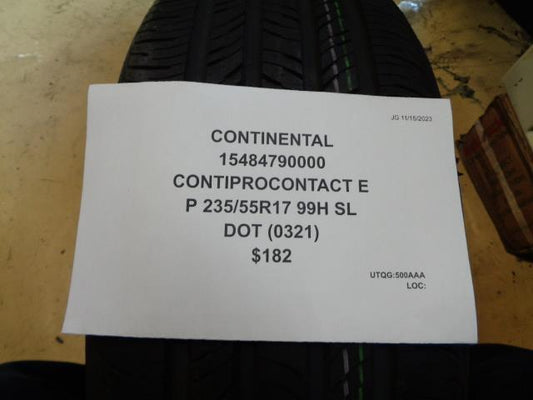 JG 11/15/2023
CONTINENTAL
15484790000
CONTIPROCONTACT E
P 235/55R17 99H SL
DOT (0321)
$182
UTQG:500AAA
LOC: